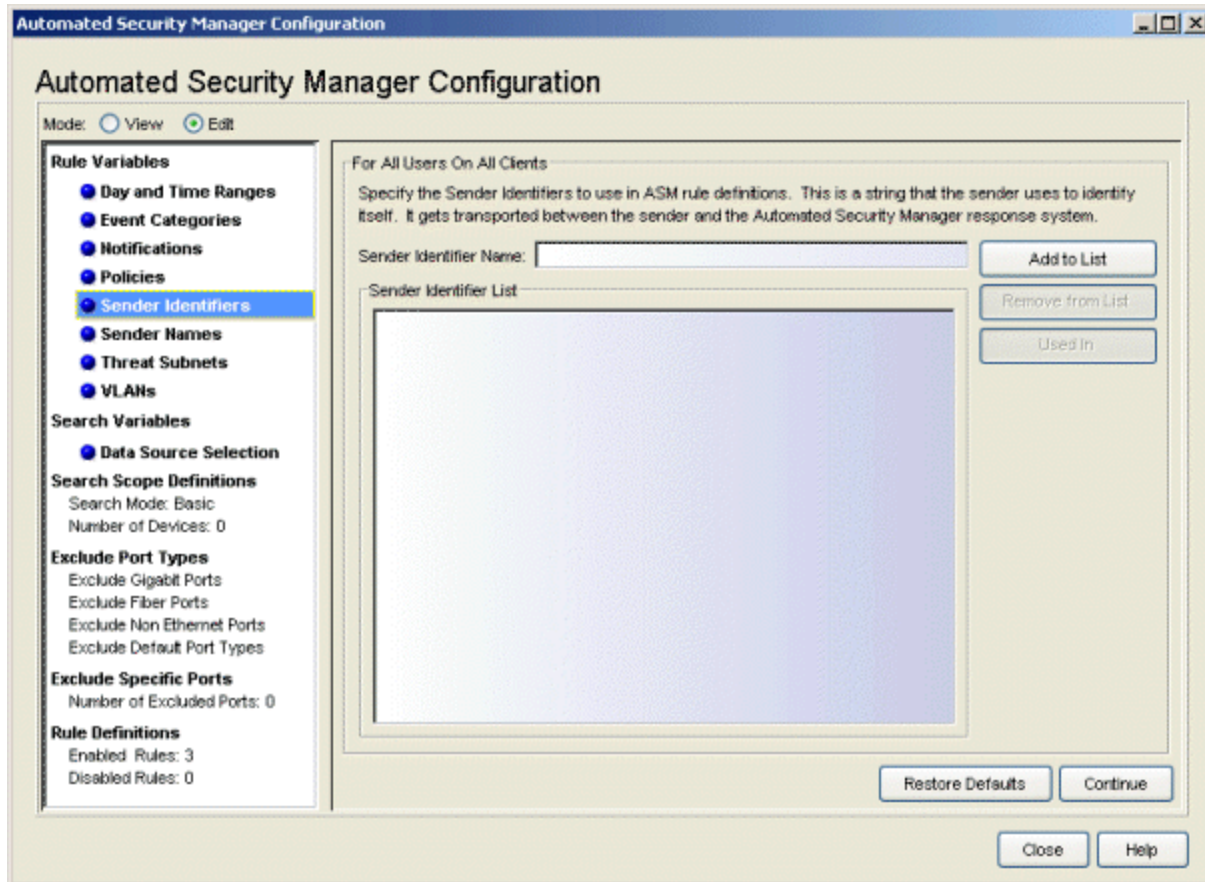 Automated Security Manager Configuration
Automated Security Manager Configuration
Mode: View Edit
Rule Variables
Day and Time Ranges
Event Categories
Notifications
Policies
Sender Identifiers
Sender Names
Threat Subnets
VLANs
Search Variables
Data Source Selection
Search Scope Definitions
Search Mode: Basic
Number of Devices: 0
Exclude Port Types
Exclude Gigabit Ports
Exclude Fiber Ports
Exclude Non Ethernet Ports
Exclude Default Port Types
Exclude Specific Ports
Number of Excluded Ports: 0
Rule Definitions
Enabled Rules: 3
Disabled Rules: 0
For All Users On All Clients
Specify the Sender Identifiers to use in ASM rule definitions. This is a string that the sender uses to identify
itself. It gets transported between the sender and the Automated Security Manager response system.
Sender Identifier Name:
Add to List
Sender Identifier List
Remove from List
Used In
Restore Defaults
Continue
Close
Help